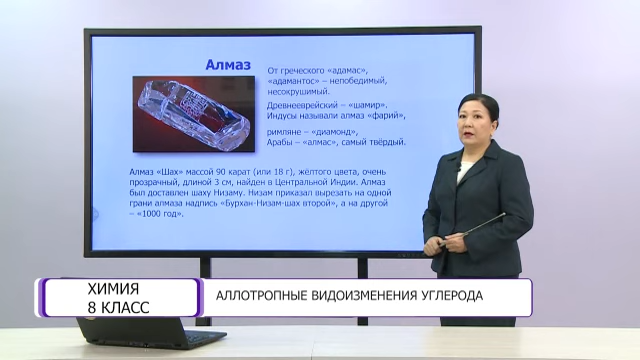 Алмаз
От греческого «адамас»,
«адамантос» – непобедимый,
несокрушимый.
Древнееврейский – «шамир».
Индусы называли алмаз «фарий»,
римляне – «диамонд»,
Арабы – «алмас», самый твёрдый.
Алмаз «Шах» массой 90 карат (или 18 г), жёлтого цвета, очень
прозрачный, длиной 3 см, найден в Центральной Индии. Алмаз
был доставлен шаху Низаму. Низам приказал вырезать на одной
грани алмаза надпись «Бурхан-Низам-шах второй», а на другой
– «1000 год».
ХИМИЯ
8 КЛАСС
АЛЛОТРОПНЫЕ ВИДОИЗМЕНЕНИЯ УГЛЕРОДА